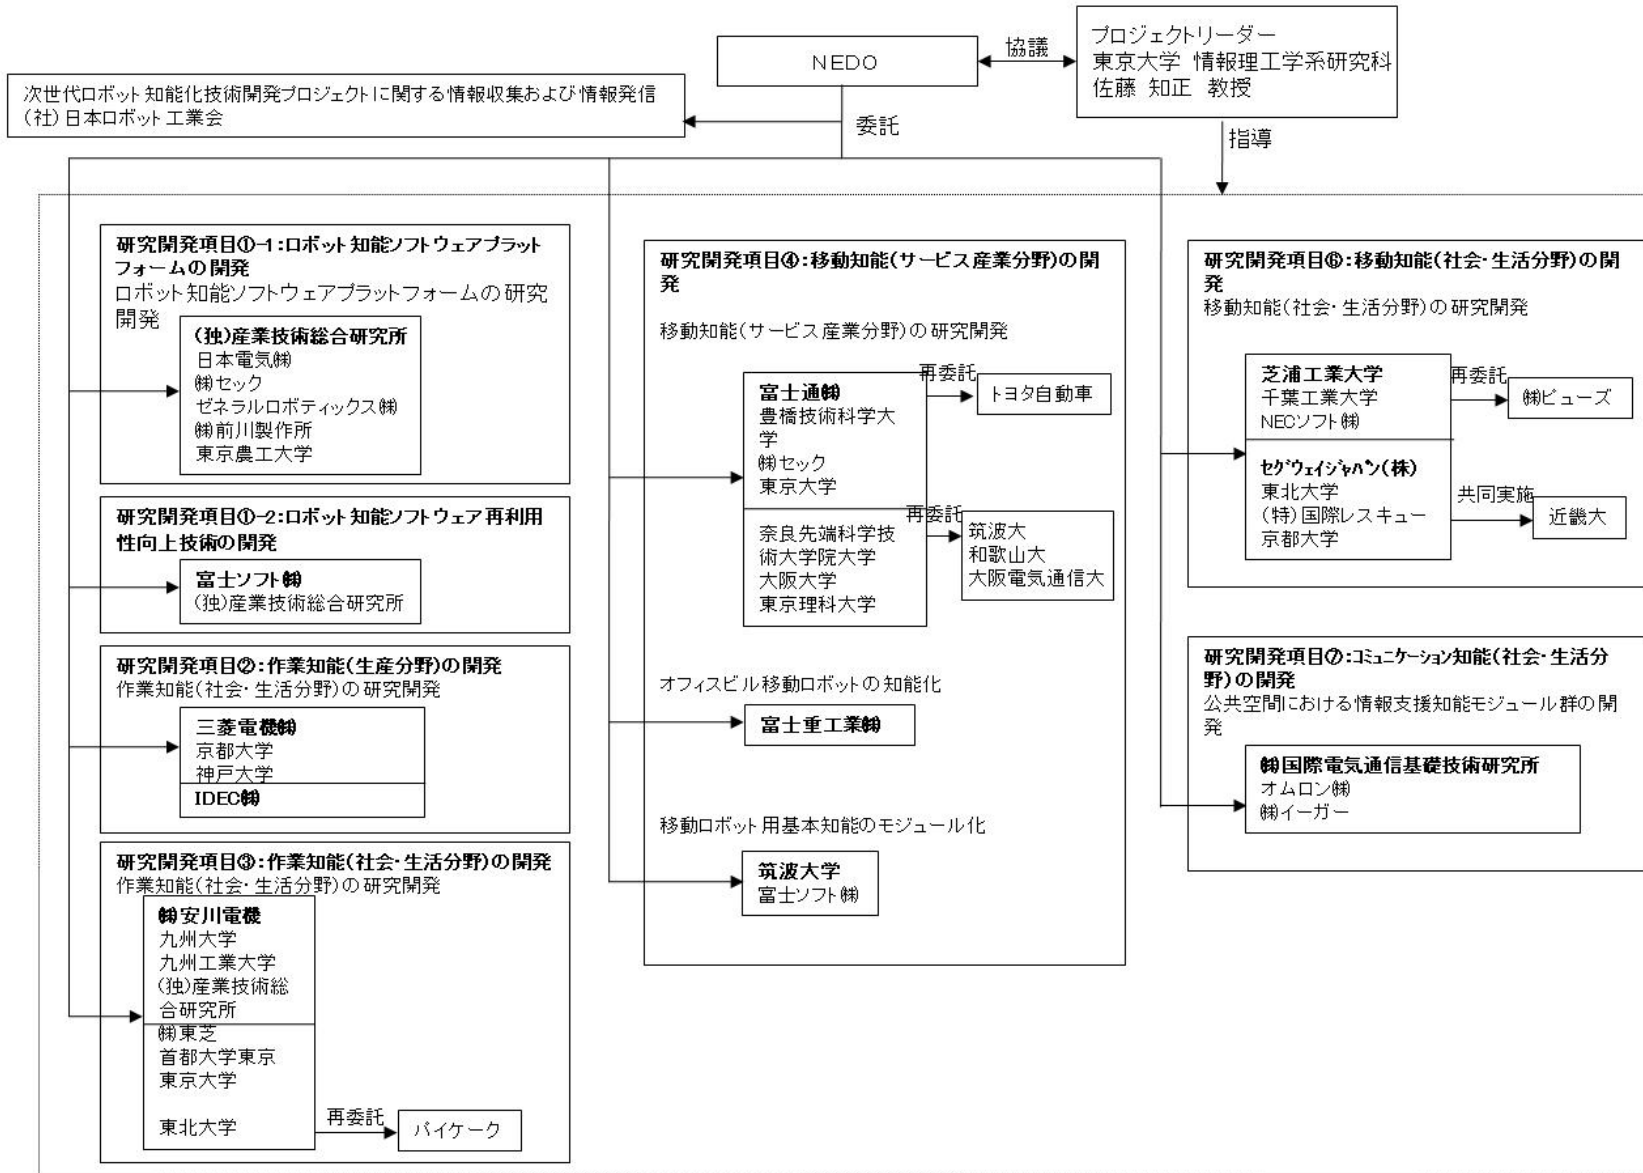 NEDO
協議
プロジェクトリーダー
東京大学 情報理工学系研究科
佐藤 知正 教授
次世代ロボット知能化技術開発プロジェクトに関する情報収集および情報発信
(社)日本ロボット工業会
委託
指導
研究開発項目①-1:ロボット知能ソフトウェアプラット
フォームの開発
ロボット知能ソフトウェアプラットフォームの研究
開発
(独)産業技術総合研究所
日本電気㈱
㈱セック
ゼネラルロボティックス㈱
㈱前川製作所
東京農工大学
研究開発項目①-2:ロボット知能ソフトウェア再利用
性向上技術の開発
富士ソフト㈱
(独)産業技術総合研究所
研究開発項目②:作業知能(生産分野)の開発
作業知能(社会・生活分野)の研究開発
三菱電機㈱
京都大学
神戸大学
IDEC㈱
研究開発項目③:作業知能(社会・生活分野)の開発
作業知能(社会・生活分野)の研究開発
㈱安川電機
九州大学
九州工業大学
(独)産業技術総
合研究所
㈱東芝
首都大学東京
東京大学
東北大学
再委託
パイケーク
研究開発項目④:移動知能(サービス産業分野)の開
発
移動知能(サービス産業分野)の研究開発
富士通㈱
豊橋技術科学大
学
㈱セック
東京大学
再委託
トヨタ自動車
奈良先端科学技
術大学院大学
大阪大学
東京理科大学
再委託
筑波大
和歌山大
大阪電気通信大
オフィスビル移動ロボットの知能化
富士重工業㈱
移動ロボット用基本知能のモジュール化
筑波大学
富士ソフト㈱
研究開発項目⑥:移動知能(社会・生活分野)の開
発
移動知能(社会・生活分野)の研究開発
芝浦工業大学
千葉工業大学
NECソフト㈱
再委託
㈱ビューズ
セグウェイジャパン(株)
東北大学
(特)国際レスキュー
京都大学
共同実施
近畿大
研究開発項目⑦:コミュニケーション知能(社会・生活分
野)の開発
公共空間における情報支援知能モジュール群の開
発
㈱国際電気通信基礎技術研究所
オムロン㈱
㈱イーガー